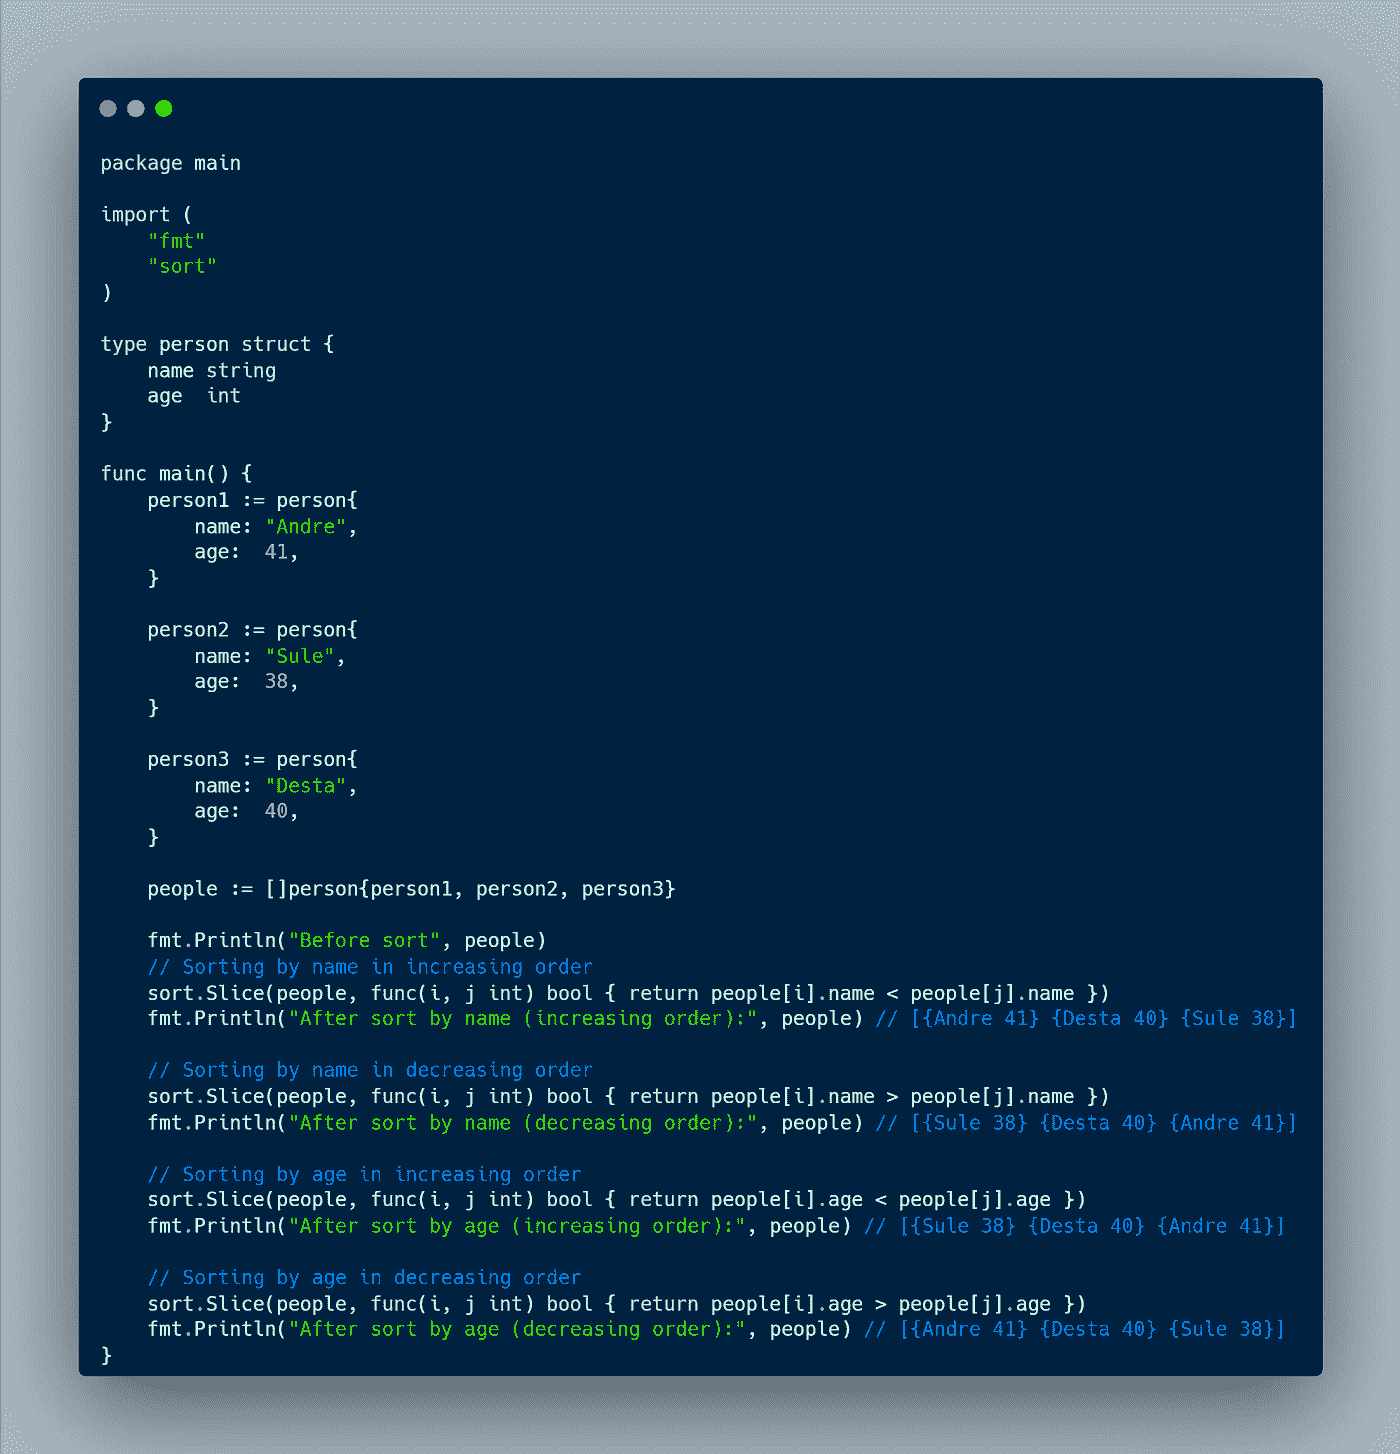 package main
import (
    "fmt"
    "sort"
)
type person struct {
    name string
    age  int
}
func main() {
    person1 := person{
        name: "Andre",
        age:  41,
    }
    person2 := person{
        name: "Sule",
        age:  38,
    }
    person3 := person{
        name: "Desta",
        age:  40,
    }
    people := []person{person1, person2, person3}
    fmt.Println("Before sort", people)
    // Sorting by name in increasing order
    sort.Slice(people, func(i, j int) bool { return people[i].name < people[j].name })
    fmt.Println("After sort by name (increasing order):", people) // [{Andre 41} {Desta 40} {Sule 38}]
    // Sorting by name in decreasing order
    sort.Slice(people, func(i, j int) bool { return people[i].name > people[j].name })
    fmt.Println("After sort by name (decreasing order):", people) // [{Sule 38} {Desta 40} {Andre 41}]
    // Sorting by age in increasing order
    sort.Slice(people, func(i, j int) bool { return people[i].age < people[j].age })
    fmt.Println("After sort by age (increasing order):", people) // [{Sule 38} {Desta 40} {Andre 41}]
    // Sorting by age in decreasing order
    sort.Slice(people, func(i, j int) bool { return people[i].age > people[j].age })
    fmt.Println("After sort by age (decreasing order):", people) // [{Andre 41} {Desta 40} {Sule 38}]
}